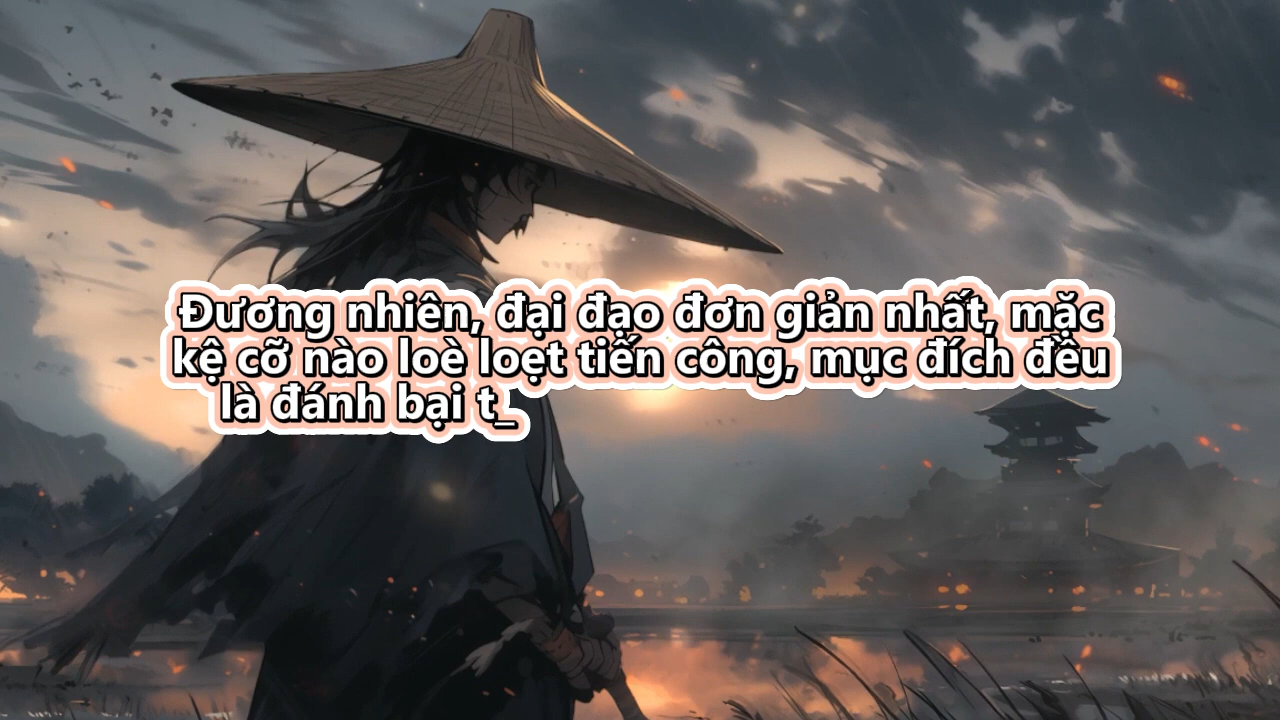 Đương nhiên, đại đạo đơn giản nhất, mặc
kệ cỡ nào loè loẹt tiến công, mục đích đều
là đánh bại t_